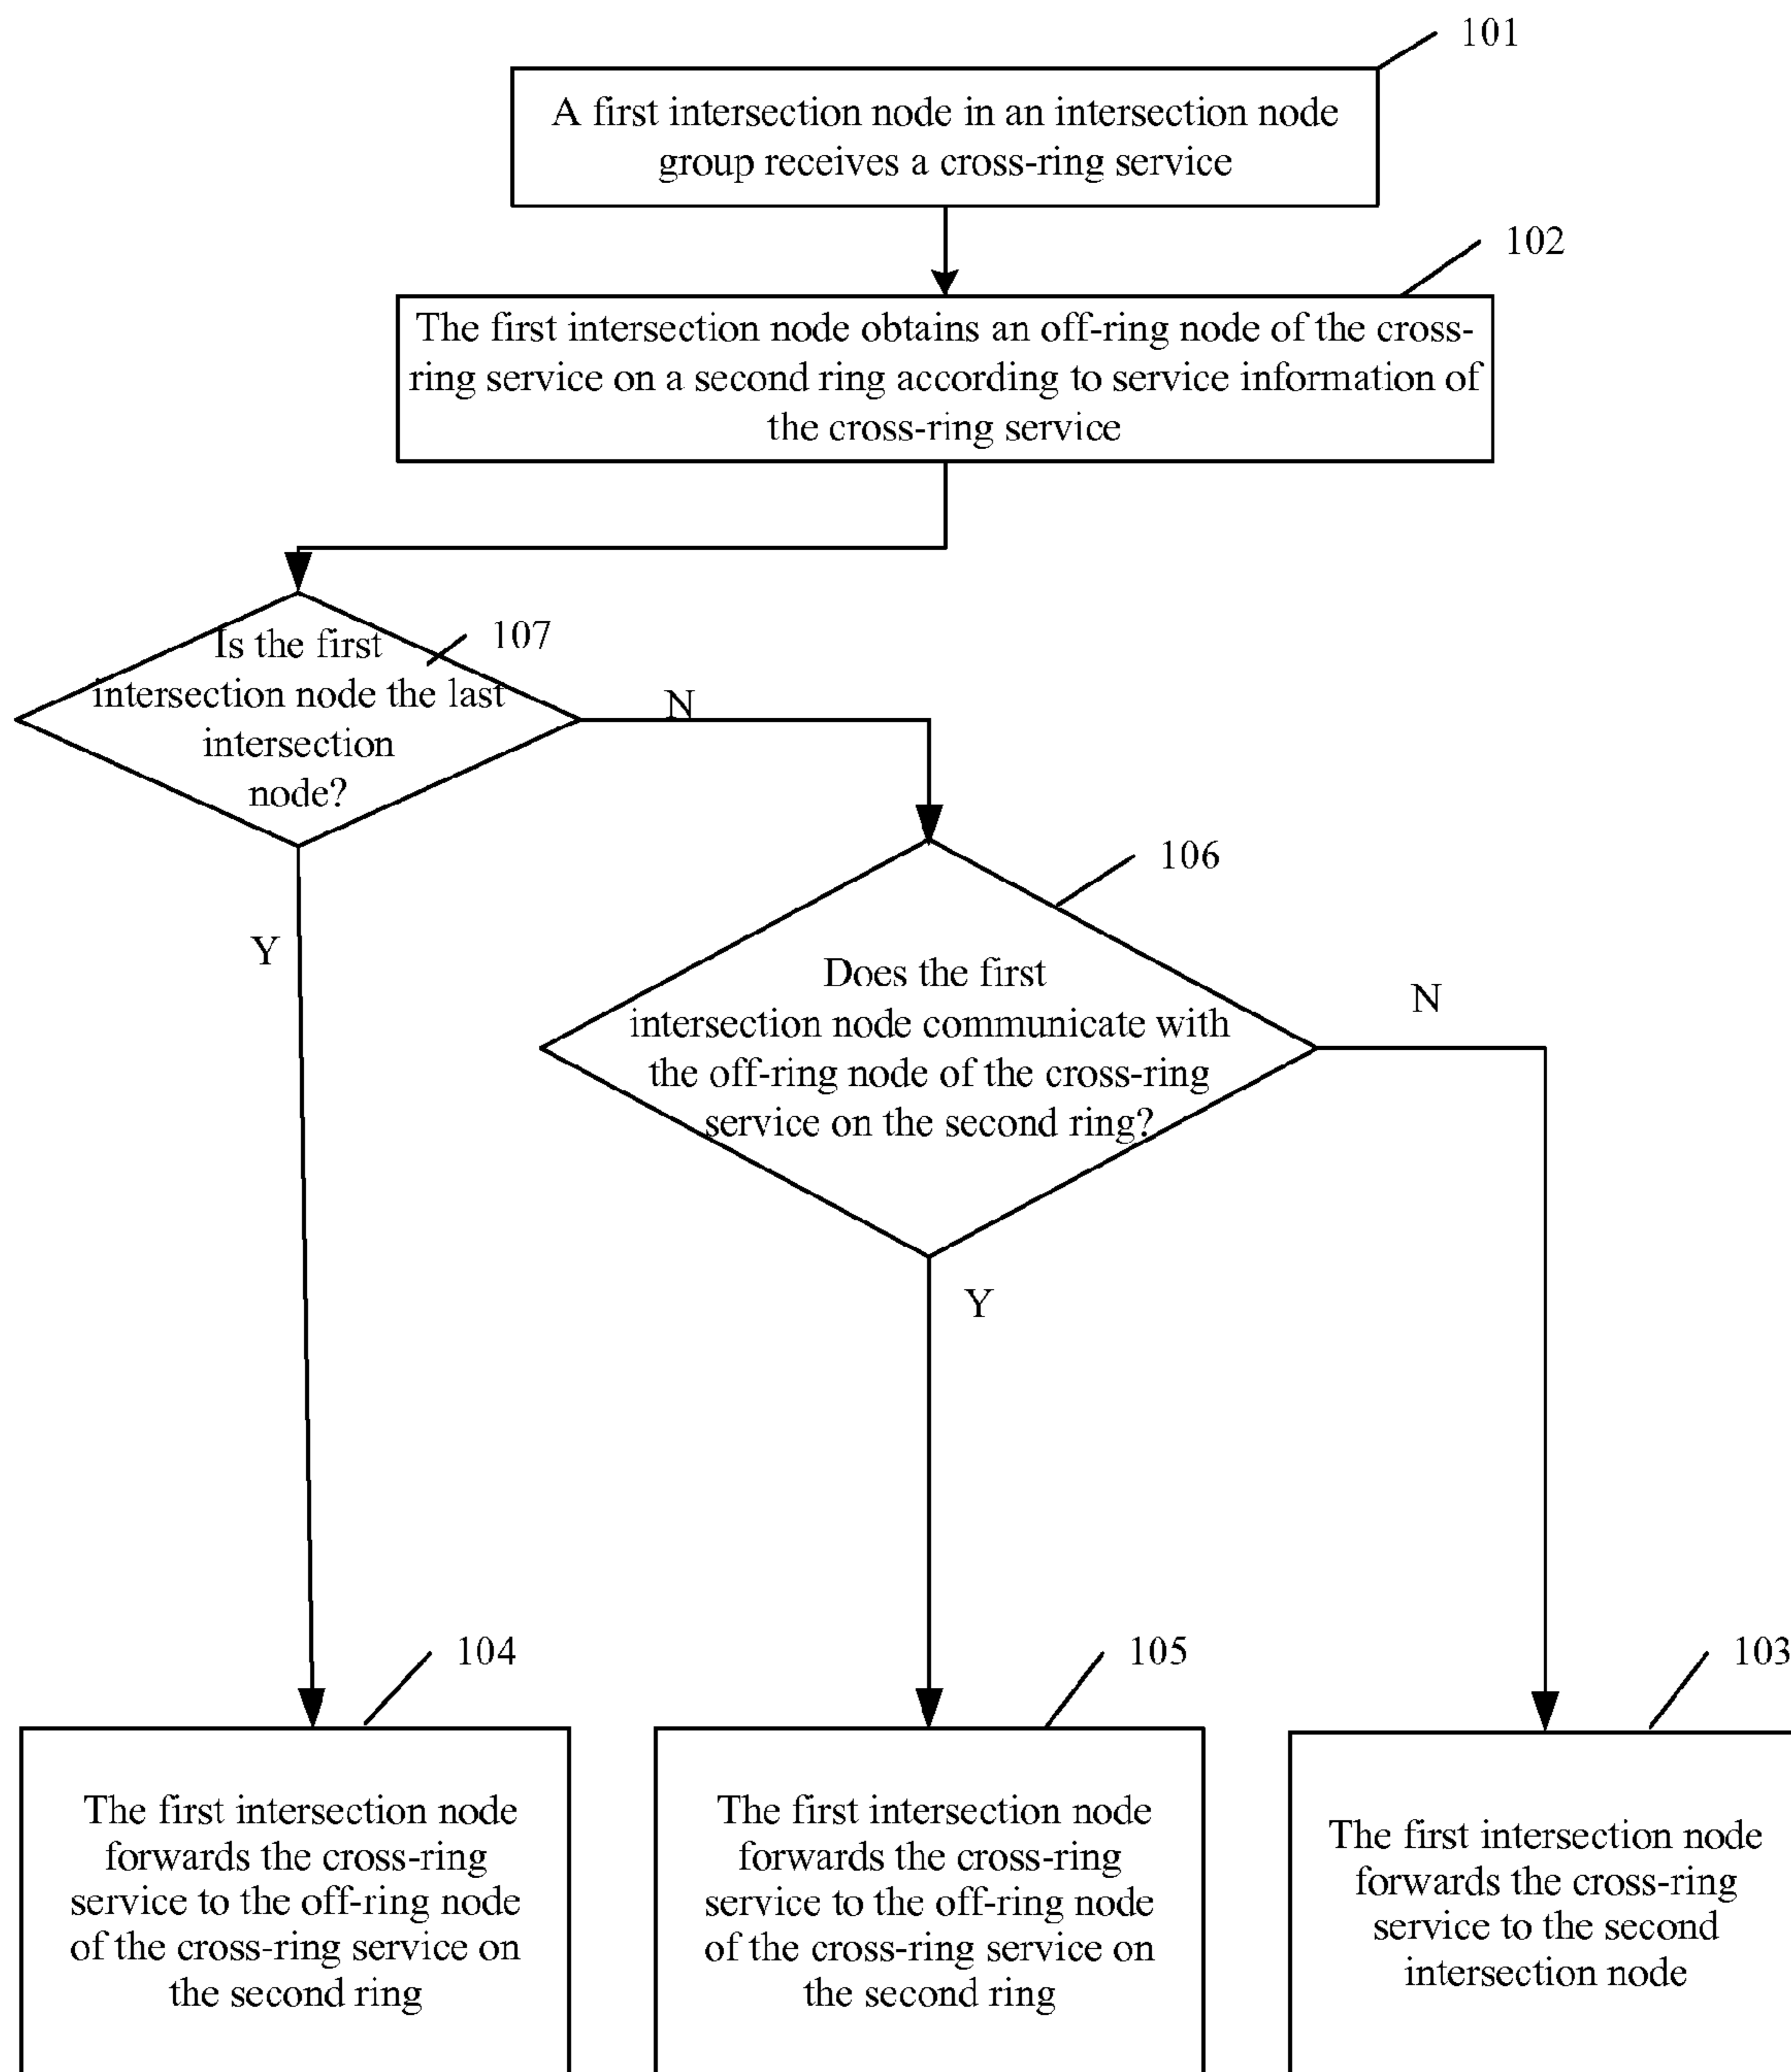 101
A first intersection node in an intersection node
group receives a cross-ring service
102
The first intersection node obtains an off-ring node of the cross-
ring service on a second ring according to service information of
the cross-ring service
107
Is the first
intersection node the last
intersection
node?
N
106
Y
Does the first
intersection node communicate with
the off-ring node of the cross-ring
service on the second ring?
N
Y
104
The first intersection node
forwards the cross-ring
service to the off-ring node
of the cross-ring service on
the second ring
105
The first intersection node
forwards the cross-ring
service to the off-ring node
of the cross-ring service on
the second ring
103
The first intersection node
forwards the cross-ring
service to the second
intersection node